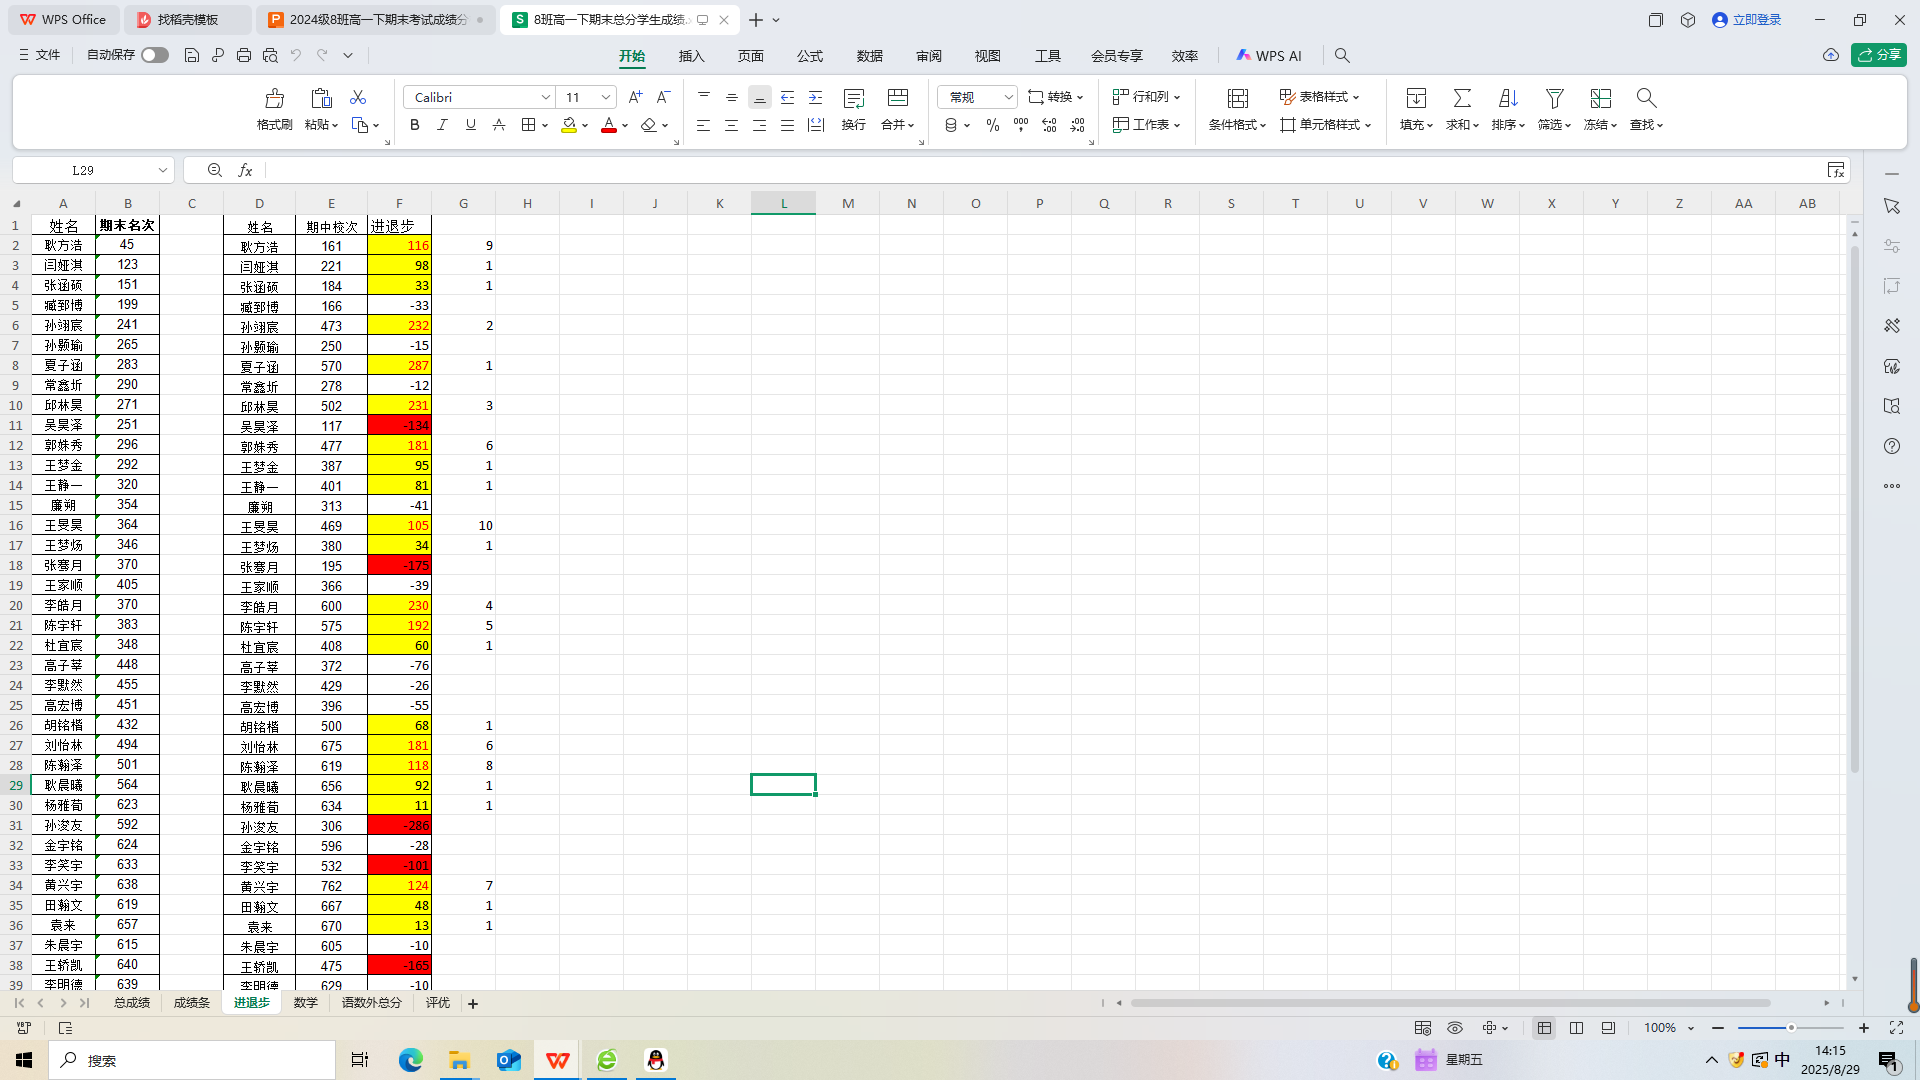 WPS Office 找稻壳模板 2024级8班高一下期末考试成绩分 8班高一下期末总分学生成绩. 立即登录
文件 自动保存 开始 插入 页面 公式 数据 审阅 视图 工具 会员专享 效率 WPS AI 分享
Calibri 11 常规 转换 行和列 表格样式
格式刷 粘贴 换行 合并 工作表 条件格式 单元格样式 填充 求和 排序 筛选 冻结 查找
L29 fx
A B C D E F G H I J K L M N O P Q R S T U V W X Y Z AA AB
1 姓名 期末名次 姓名 期中校次 进退步
2 耿方浩 45 耿方浩 161 116 9
3 闫娅淇 123 闫娅淇 221 98 1
4 张涵硕 151 张涵硕 184 33 1
5 臧郅博 199 臧郅博 166 -33
6 孙翊宸 241 孙翊宸 473 232 2
7 孙颢瑜 265 孙颢瑜 250 -15
8 夏子涵 283 夏子涵 570 287 1
9 常鑫圻 290 常鑫圻 278 -12
10 邱林昊 271 邱林昊 502 231 3
11 吴昊泽 251 吴昊泽 117 -134
12 郭姝秀 296 郭姝秀 477 181 6
13 王梦金 292 王梦金 387 95 1
14 王静一 320 王静一 401 81 1
15 廉朔 354 廉朔 313 -41
16 王旻昊 364 王旻昊 469 105 10
17 王梦炀 346 王梦炀 380 34 1
18 张骞月 370 张骞月 195 -175
19 王家顺 405 王家顺 366 -39
20 李皓月 370 李皓月 600 230 4
21 陈宇轩 383 陈宇轩 575 192 5
22 杜宜宸 348 杜宜宸 408 60 1
23 高子莘 448 高子莘 372 -76
24 李默然 455 李默然 429 -26
25 高宏博 451 高宏博 396 -55
26 胡铭楷 432 胡铭楷 500 68 1
27 刘怡林 494 刘怡林 675 181 6
28 陈瀚泽 501 陈瀚泽 619 118 8
29 耿晨曦 564 耿晨曦 656 92 1
30 杨雅荀 623 杨雅荀 634 11 1
31 孙浚友 592 孙浚友 306 -286
32 金宇铭 624 金宇铭 596 -28
33 李笑宇 633 李笑宇 532 -101
34 黄兴宇 638 黄兴宇 762 124 7
35 田瀚文 619 田瀚文 667 48 1
36 袁来 657 袁来 670 13 1
37 朱晨宇 615 朱晨宇 605 -10
38 王轿凯 640 王轿凯 475 -165
39 李明德 639 李明德 629 -10
总成绩 成绩条 进退步 数学 语数外总分 评优
100%
搜索 星期五 中 14:15
2025/8/29 1